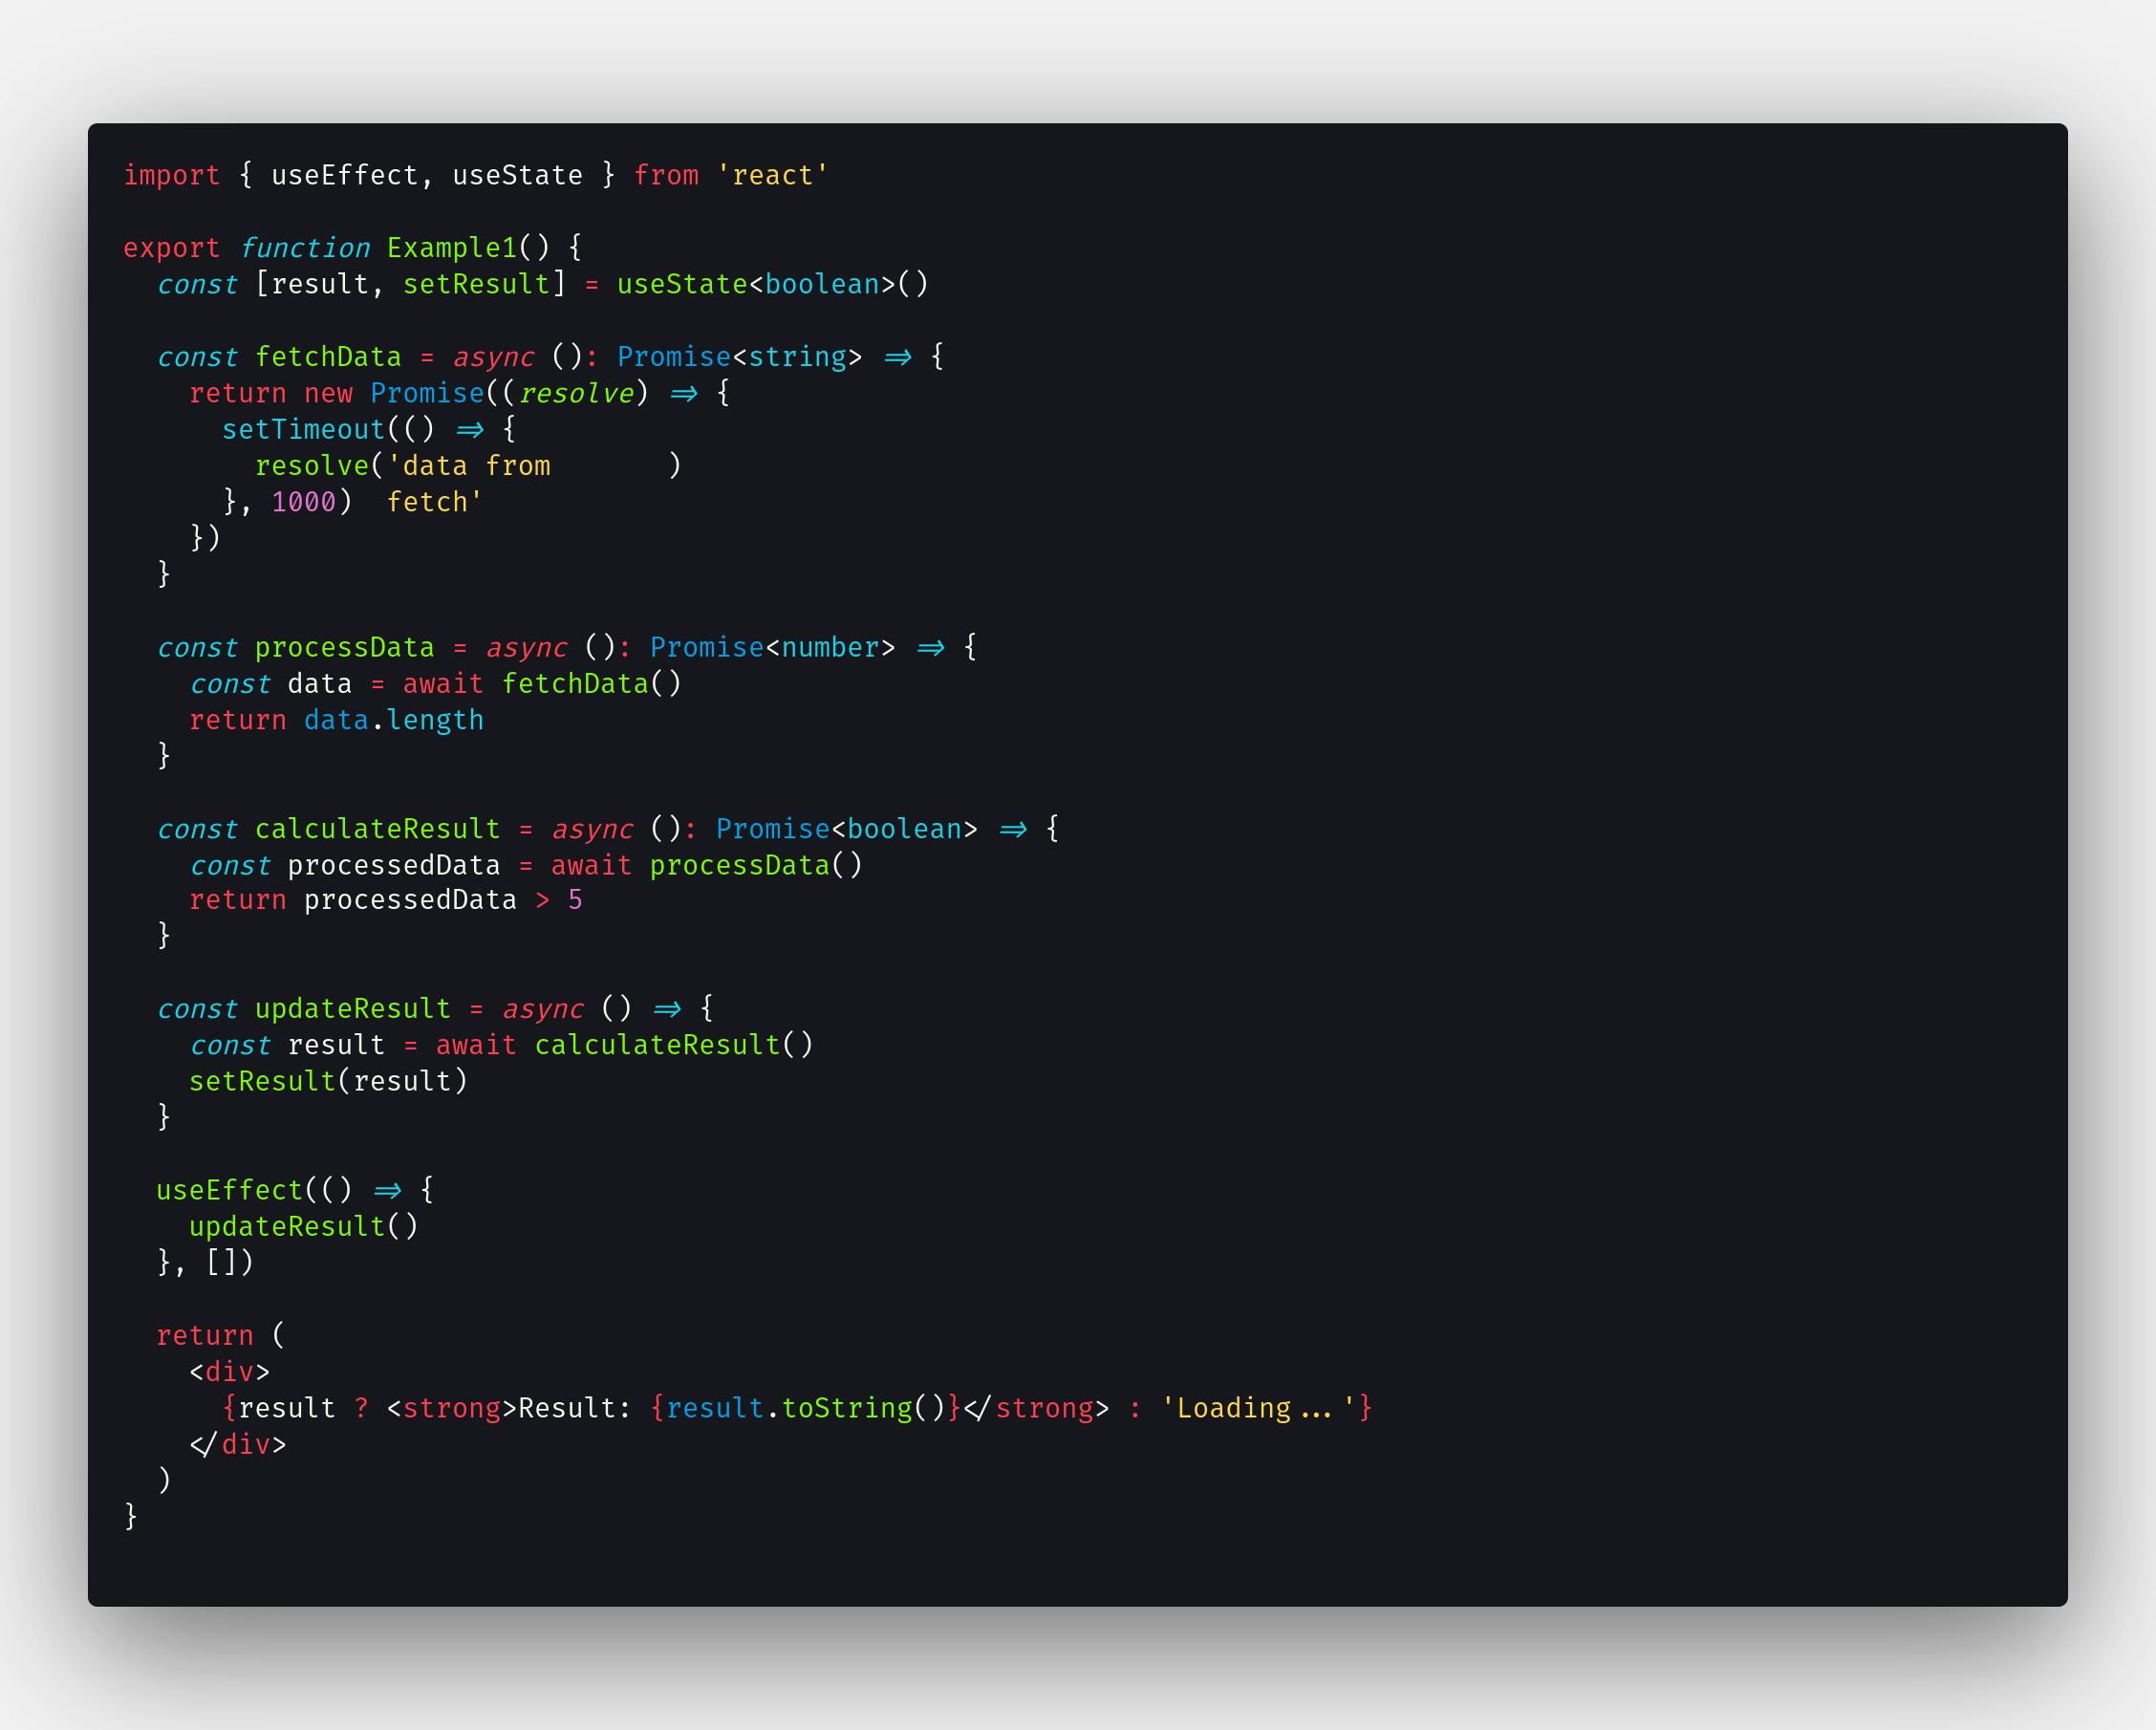 import { useEffect, useState } from 'react'
export function Example1() {
  const [result, setResult] = useState<boolean>()
  const fetchData = async (): Promise<string> => {
    return new Promise((resolve) => {
      setTimeout(() => {
        resolve('data from       )
      }, 1000)  fetch'
    })
  }
  const processData = async (): Promise<number> => {
    const data = await fetchData()
    return data.length
  }
  const calculateResult = async (): Promise<boolean> => {
    const processedData = await processData()
    return processedData > 5
  }
  const updateResult = async () => {
    const result = await calculateResult()
    setResult(result)
  }
  useEffect(() => {
    updateResult()
  }, [])
  return (
    <div>
      {result ? <strong>Result: {result.toString()}</strong> : 'Loading...'}
    </div>
  )
}